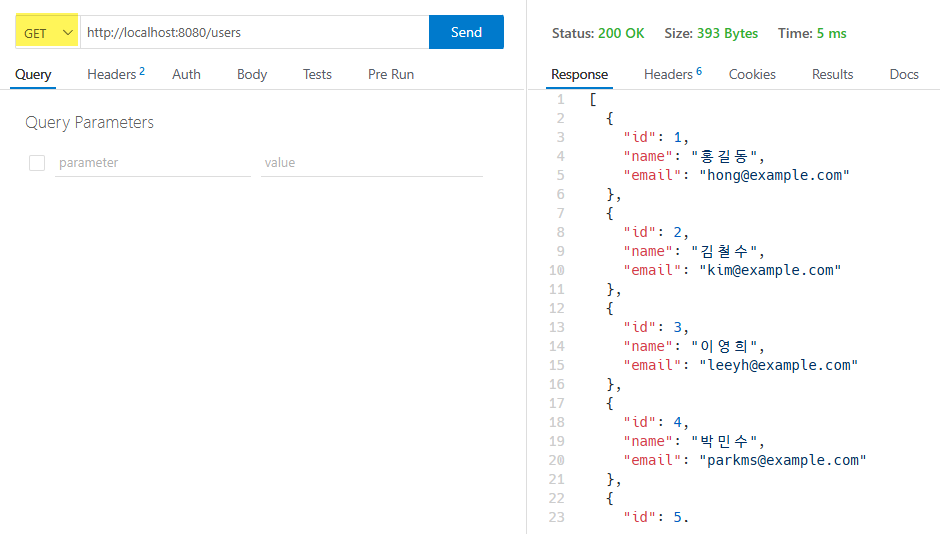 GET
http://localhost:8080/users
Send
Query
Headers 2
Auth
Body
Tests
Pre Run
Query Parameters
parameter
value
Status: 200 OK Size: 393 Bytes Time: 5 ms
Response
Headers 6
Cookies
Results
Docs
1 [
2 {
3 "id": 1,
4 "name": "홍길동",
5 "email": "hong@example.com"
6 },
7 {
8 "id": 2,
9 "name": "김철수",
10 "email": "kim@example.com"
11 },
12 {
13 "id": 3,
14 "name": "이영희",
15 "email": "leeyh@example.com"
16 },
17 {
18 "id": 4,
19 "name": "박민수",
20 "email": "parkms@example.com"
21 },
22 {
23 "id": 5.